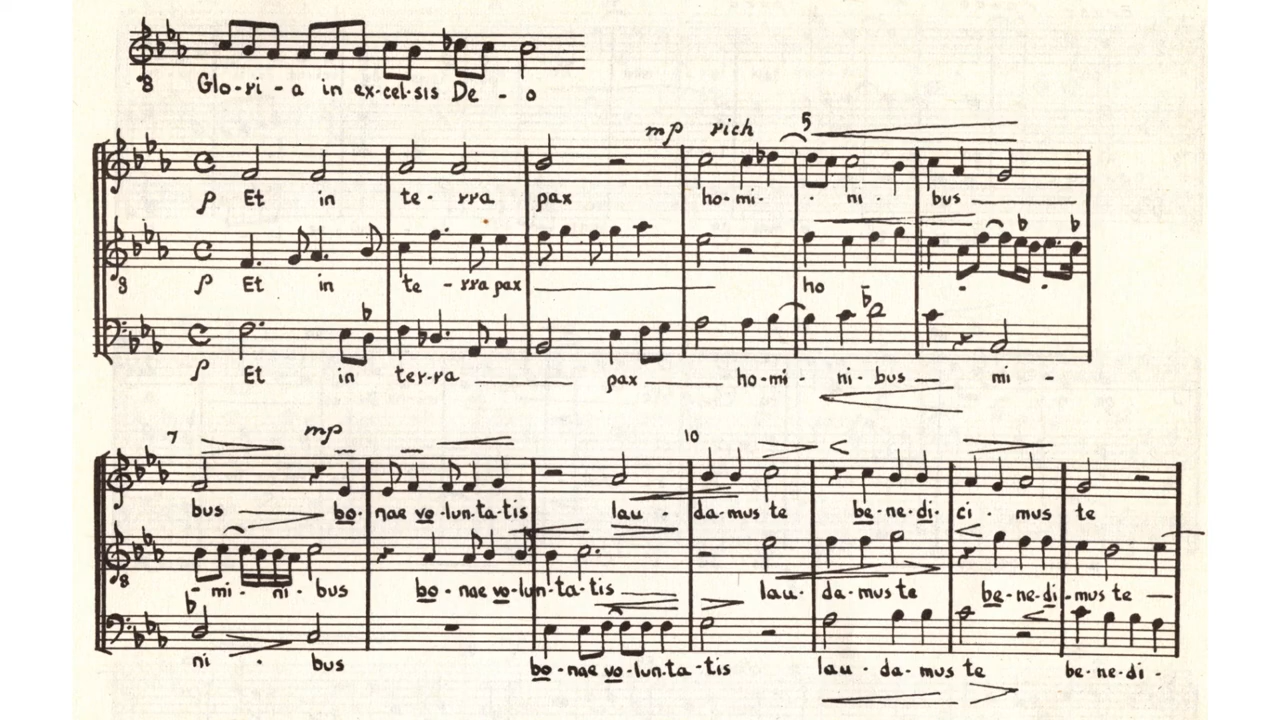 8
Glo-ri-a in ex-cel-sis De-o
mp rich 5
p Et in te-rra pax ho-mi- - ni- bus
8 p Et in te-rra pax ho
p Et in ter-ra pax ho-mi- ni-bus mi-
7 mp 10
bus bo-nae vo-lun-ta-tis lau- da-mus te be-ne-di- ci- mus te
8
-mi- ni-bus bo-nae vo-lun-ta-tis lau-da-mus te be-ne-di-mus te
ni- bus bo-nae vo-lun-ta-tis lau-da-mus te be-ne-di-